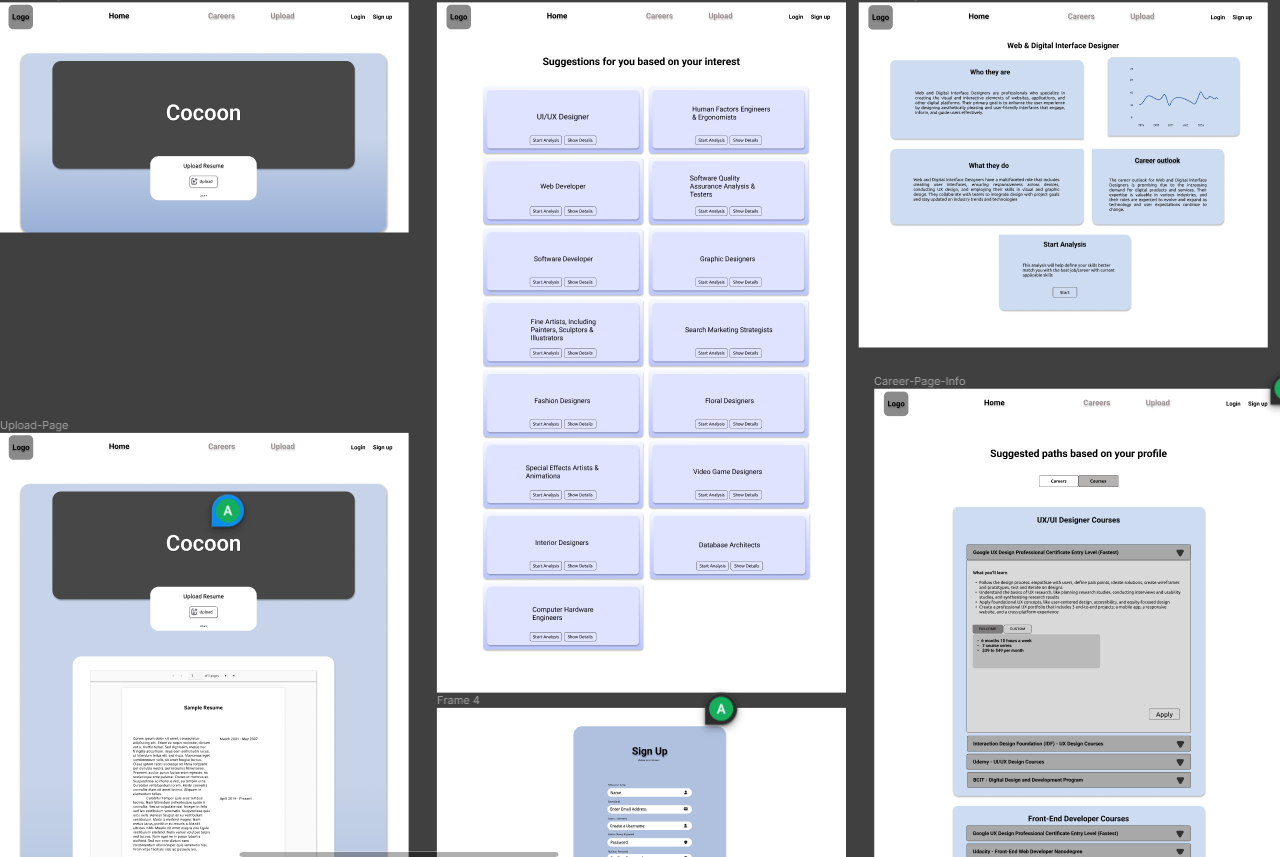 Logo
Home
Careers
Upload
Login
Sign up
Cocoon
Upload Resume
Upload
Upload-Page
Logo
Home
Careers
Upload
Login
Sign up
A
Cocoon
Upload Resume
Upload
Sample Resume
Logo
Home
Careers
Upload
Login
Sign up
Suggestions for you based on your interest
UI/UX Designer
Start Analysis
Show Details
Human Factors Engineers
& Ergonomists
Start Analysis
Show Details
Web Developer
Start Analysis
Show Details
Software Quality
Assurance Analysis &
Testers
Start Analysis
Show Details
Software Developer
Start Analysis
Show Details
Graphic Designers
Start Analysis
Show Details
Fine Artists, Including
Painters, Sculptors &
Illustrators
Start Analysis
Show Details
Search Marketing Strategists
Start Analysis
Show Details
Fashion Designers
Start Analysis
Show Details
Floral Designers
Start Analysis
Show Details
Special Effects Artists &
Animations
Start Analysis
Show Details
Video Game Designers
Start Analysis
Show Details
Interior Designers
Start Analysis
Show Details
Database Architects
Start Analysis
Show Details
Computer Hardware
Engineers
Start Analysis
Show Details
Frame 4
A
Sign Up
Name
Enter Email Address
Create a Username
Password
Logo
Home
Careers
Upload
Login
Sign up
Web & Digital Interface Designer
Who they are
Web and Digital Interface Designers are professionals who specialize in
creating the visual and interactive elements of websites, applications, and
other digital platforms. Their primary goal is to enhance the user experience
by designing aesthetically pleasing and user-friendly interfaces that engage,
inform, and guide users effectively.
What they do
Web and Digital Interface Designers have a multifaceted role that includes
creating user interfaces, ensuring responsiveness across devices,
conducting UX design, and employing their skills in visual and graphic
design. They collaborate with teams to integrate design with project goals
and stay updated on industry trends and technologies
Career outlook
The career outlook for Web and Digital Interface
Designers is promising due to the increasing
demand for digital products and services. Their
expertise is valuable in various industries, and
their roles are expected to evolve and expand as
technology and user expectations continue to
change.
Start Analysis
This analysis will help define your skills better
match you with the best job/career with current
applicable skills
Start
Career-Page-Info
Logo
Home
Careers
Upload
Login
Sign up
Suggested paths based on your profile
Careers
Courses
UX/UI Designer Courses
Google UX Design Professional Certificate Entry Level (Fastest)
What you'll learn
• Follow the design process: empathize with users, define pain points, ideate solutions, create wireframes
and prototypes, test and iterate on designs
• Understand the basics of UX research, like planning research studies, conducting interviews and usability
studies, and synthesizing research results
• Apply foundational UX concepts, like user-centered design, accessibility, and equity-focused design
• Create a professional UX portfolio that includes 3 end-to-end projects: a mobile app, a responsive
website, and a cross-platform experience
FULL TIME
CUSTOM
• 6 months 10 hours a week
• 7 course series
• $39 to $49 per month
Apply
Interaction Design Foundation (IDF) - UX Design Courses
Udemy - UI/UX Design Courses
BCIT - Digital Design and Development Program
Front-End Developer Courses
Google UX Design Professional Certificate Entry Level (Fastest)
Udacity - Front-End Web Developer Nanodegree